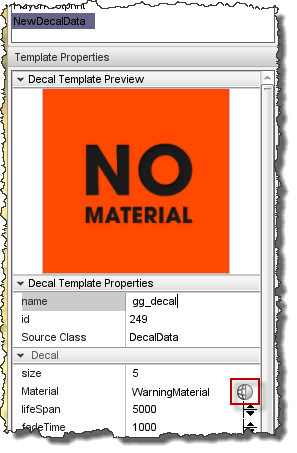 NewDecalData
Template Properties
Decal Template Preview
NO
MATERIAL
Decal Template Properties
name gg_decal
id 249
Source Class DecalData
Decal
size 5
Material WarningMaterial
lifeSpan 5000
fadeTime 1000